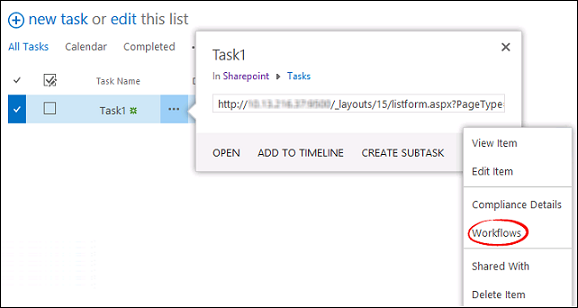 new task or edit this list
All Tasks Calendar Completed
Task Name
Task1
Task1
In Sharepoint Tasks
http:// /_layouts/15/listform.aspx?PageType
OPEN ADD TO TIMELINE CREATE SUBTASK
View Item
Edit Item
Compliance Details
Workflows
Shared With
Delete Item